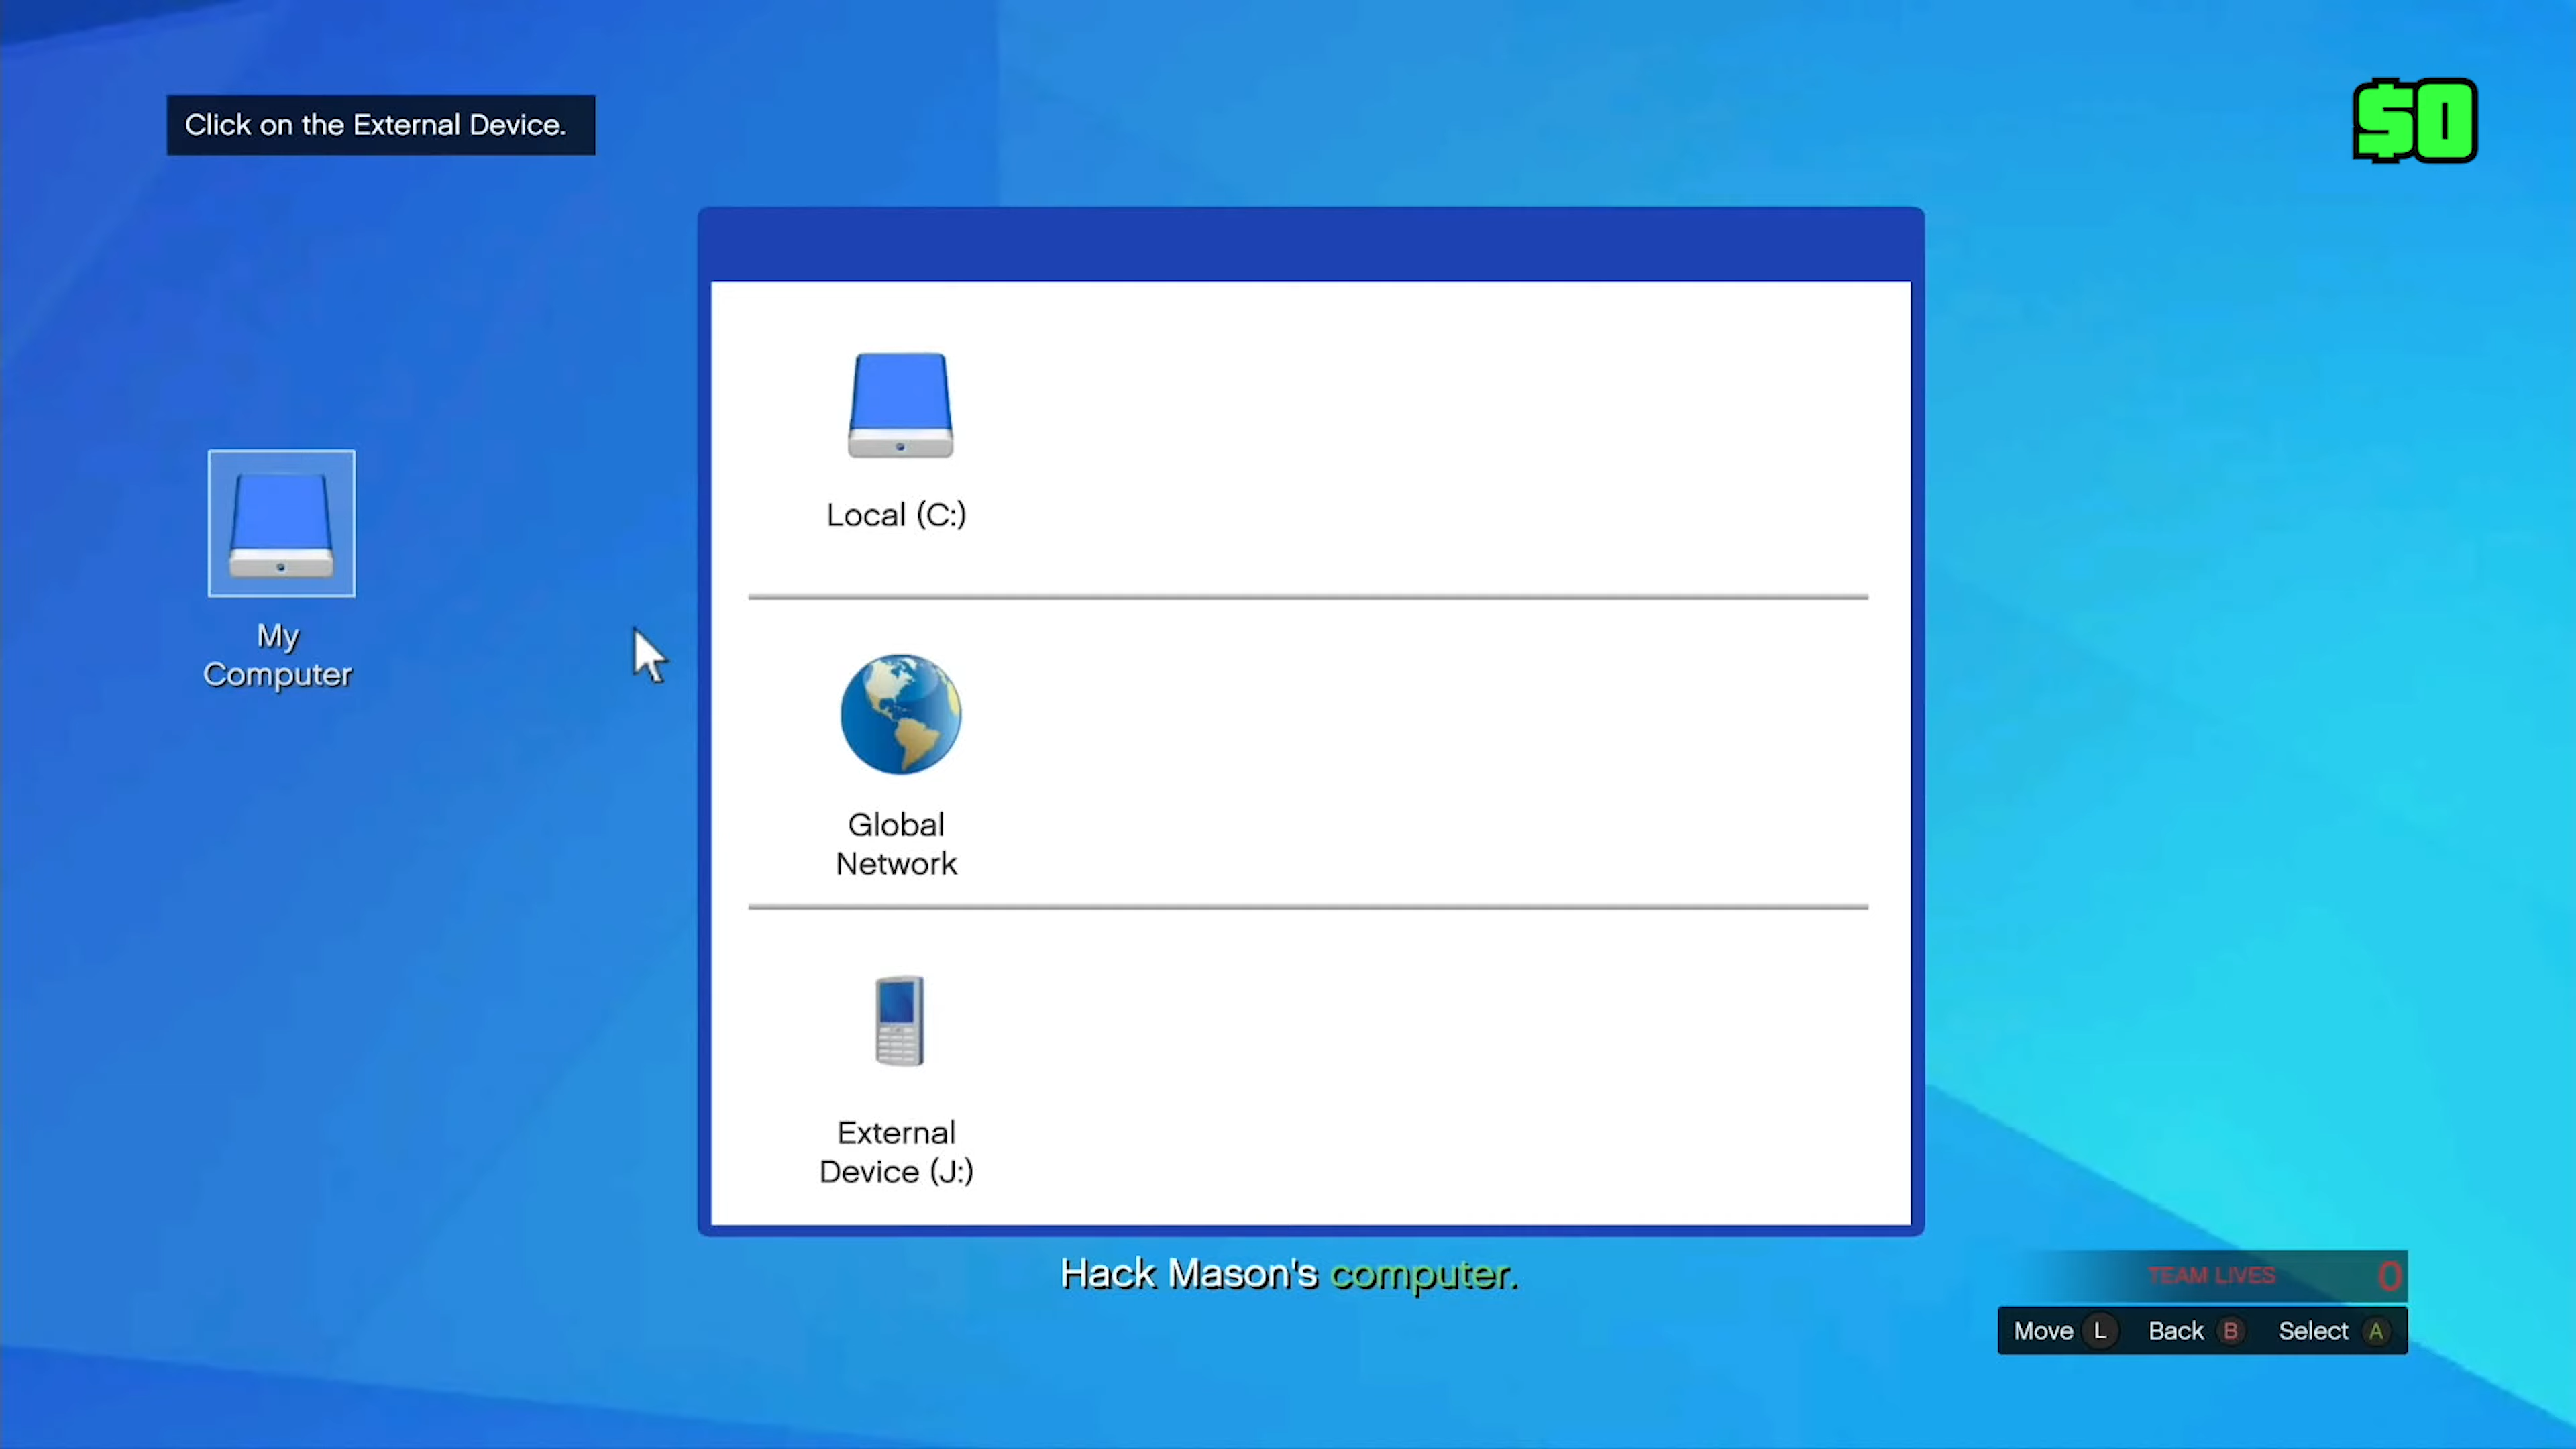 Click on the External Device.
$0
My
Computer
Local (C:)
Global
Network
External
Device (J:)
Hack Mason's computer.
TEAM LIVES 0
Move L Back B Select A